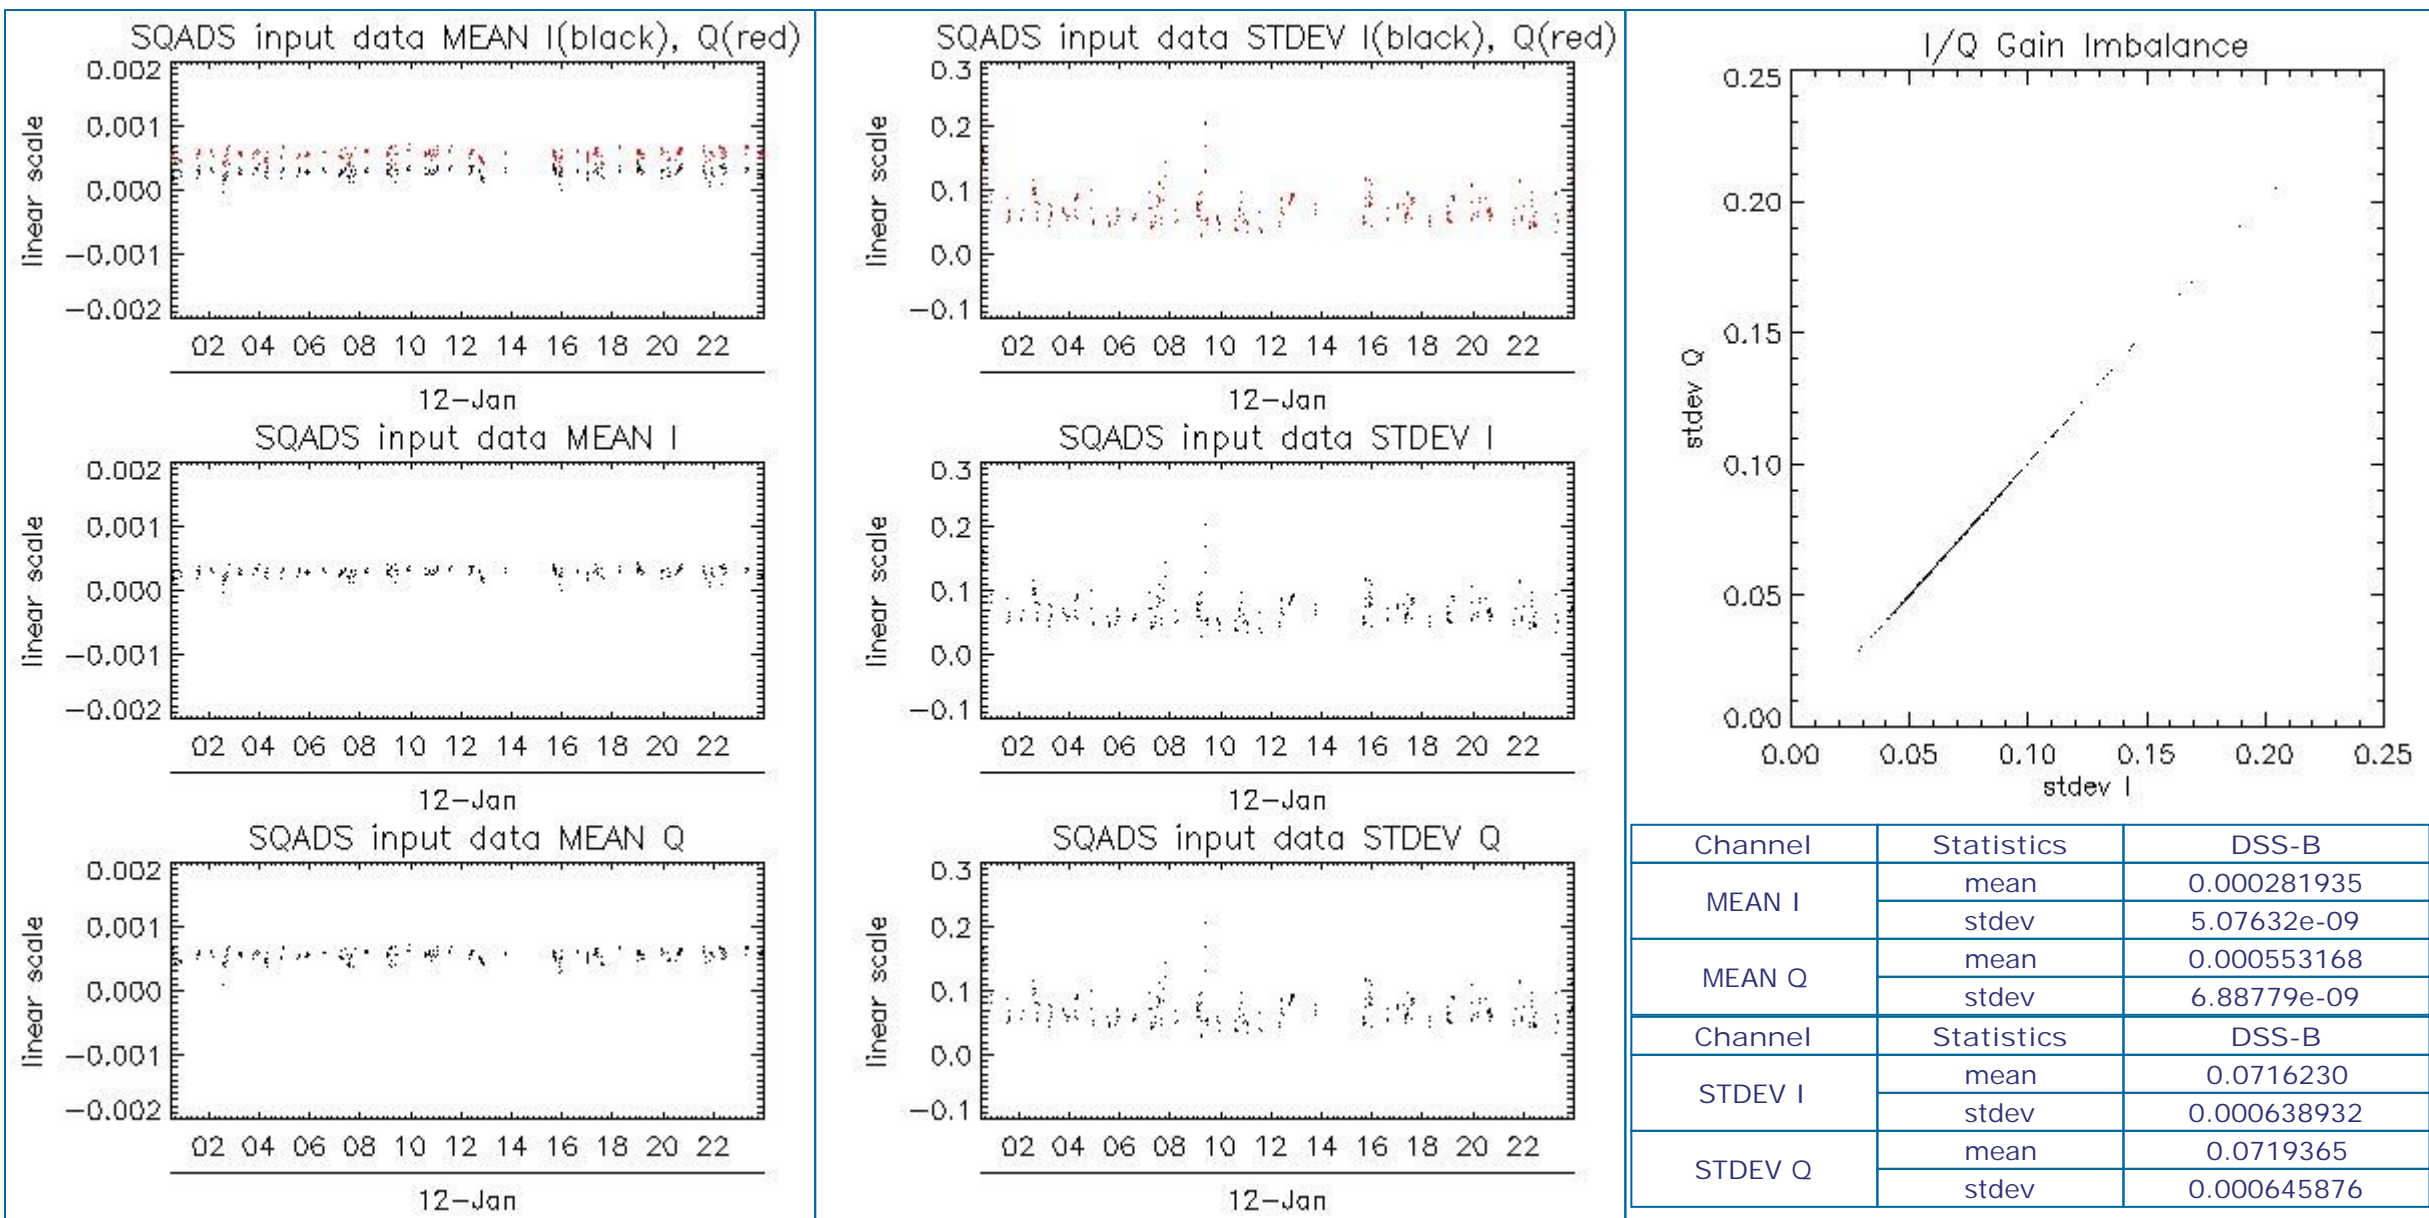 SQADS input data MEAN I(black), Q(red)
0.002
0.001
0.000
−0.001
−0.002
linear scale
02 04 06 08 10 12 14 16 18 20 22
12−Jan
SQADS input data MEAN I
0.002
0.001
0.000
−0.001
−0.002
linear scale
02 04 06 08 10 12 14 16 18 20 22
12−Jan
SQADS input data MEAN Q
0.002
0.001
0.000
−0.001
−0.002
linear scale
02 04 06 08 10 12 14 16 18 20 22
12−Jan
SQADS input data STDEV I(black), Q(red)
0.3
0.2
0.1
0.0
−0.1
linear scale
02 04 06 08 10 12 14 16 18 20 22
12−Jan
SQADS input data STDEV I
0.3
0.2
0.1
0.0
−0.1
linear scale
02 04 06 08 10 12 14 16 18 20 22
12−Jan
SQADS input data STDEV Q
0.3
0.2
0.1
0.0
−0.1
linear scale
02 04 06 08 10 12 14 16 18 20 22
12−Jan
I/Q Gain Imbalance
0.25
0.20
0.15
0.10
0.05
0.00
stdev Q
0.00 0.05 0.10 0.15 0.20 0.25
stdev I
Channel Statistics DSS-B
MEAN I mean 0.000281935
stdev 5.07632e-09
MEAN Q mean 0.000553168
stdev 6.88779e-09
Channel Statistics DSS-B
STDEV I mean 0.0716230
stdev 0.000638932
STDEV Q mean 0.0719365
stdev 0.000645876